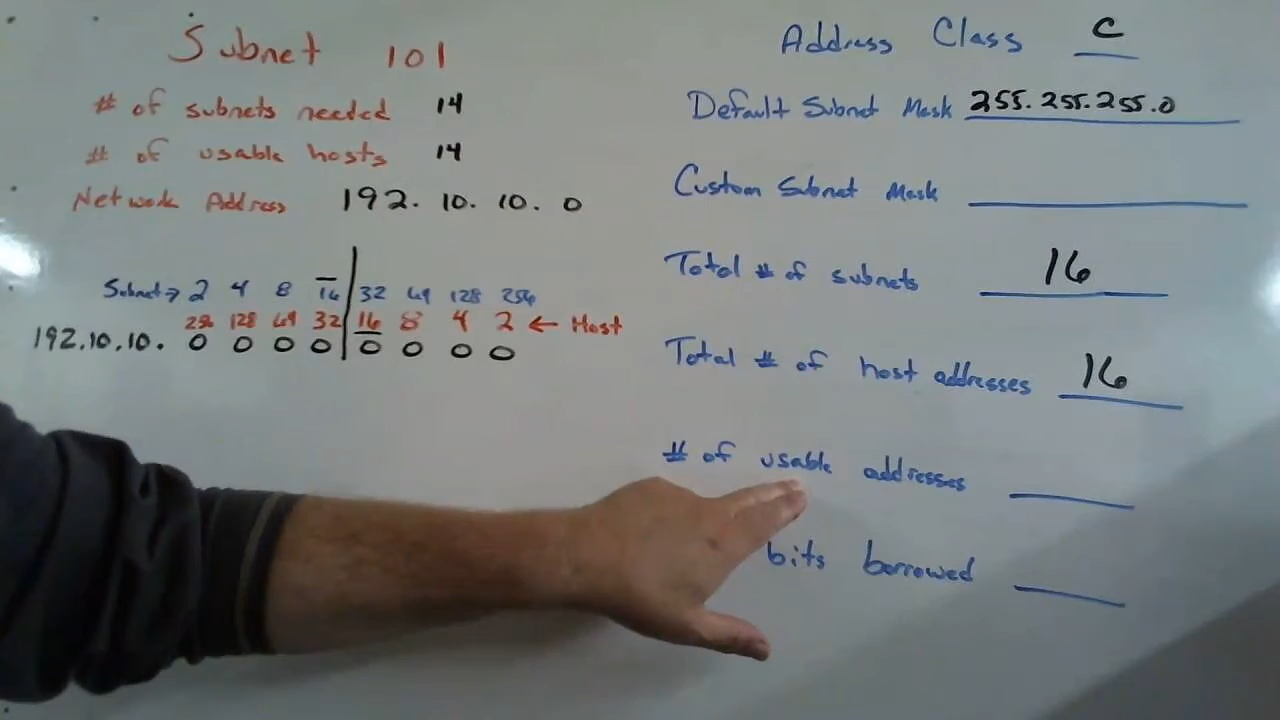 Subnet 101
# of subnets needed 14
# of usable hosts 14
Network Address 192. 10. 10. 0
Subnet→ 2 4 8 16 32 64 128 256
256 128 64 32 16 8 4 2 ← Host
192.10.10. 0 0 0 0 0 0 0 0
Address Class C
Default Subnet Mask 255.255.255.0
Custom Subnet Mask
Total # of subnets 16
Total # of host addresses 16
# of usable addresses
bits borrowed